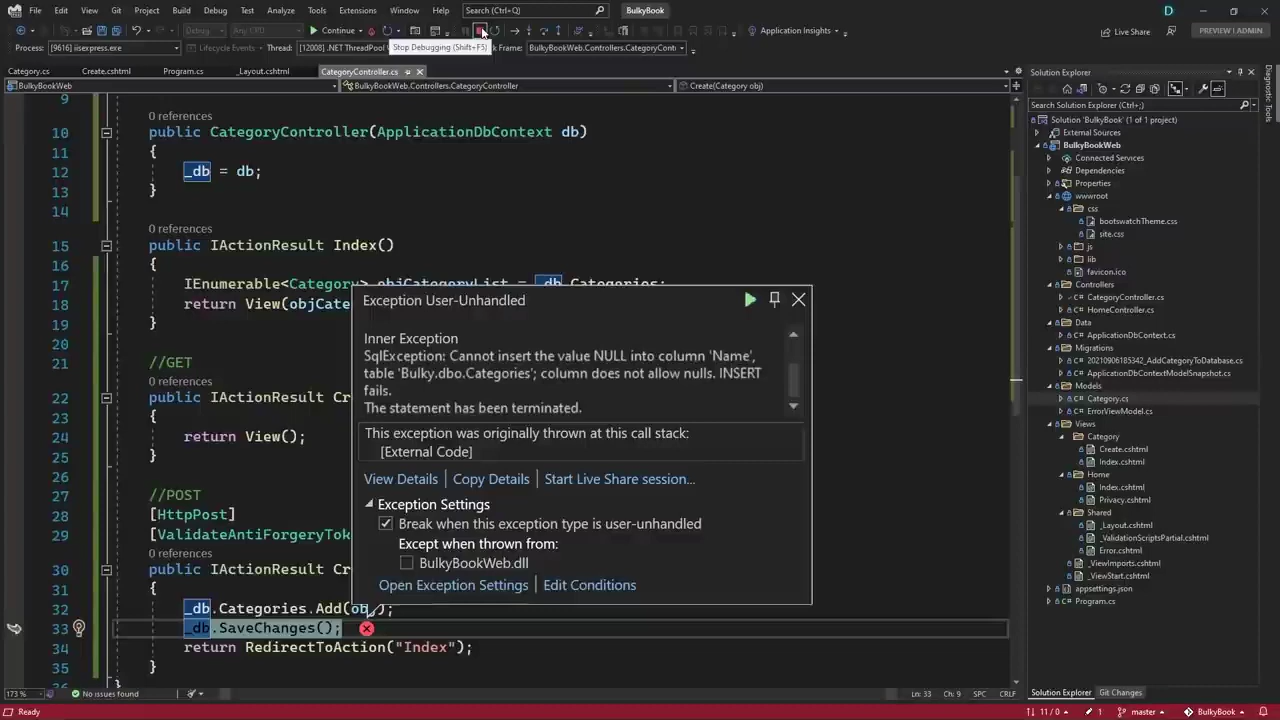 File Edit View Git Project Build Debug Test Analyze Tools Extensions Window Help Search (Ctrl+Q) BulkyBook D
Debug Any CPU Continue Application Insights Live Share PREVIEW | ADMIN
Process: [9616] iisexpress.exe Lifecycle Events Thread: [12008] .NET ThreadPool Stop Debugging (Shift+F5) k Frame: BulkyBookWeb.Controllers.CategoryContr
Category.cs Create.cshtml Program.cs _Layout.cshtml CategoryController.cs
BulkyBookWeb BulkyBookWeb.Controllers.CategoryController Create(Category obj)
9
0 references
10 public CategoryController(ApplicationDbContext db)
11 {
12 _db = db;
13 }
14
0 references
15 public IActionResult Index()
16 {
17 IEnumerable<Category> objCategoryList = _db.Categories;
18 return View(objCate
19 }
20
21 //GET
0 references
22 public IActionResult Cr
23 {
24 return View();
25 }
26
27 //POST
28 [HttpPost]
29 [ValidateAntiForgeryTok
0 references
30 public IActionResult Cr
31 {
32 _db.Categories.Add(obj);
33 _db.SaveChanges();
34 return RedirectToAction("Index");
35 }
36 }
Exception User-Unhandled
Inner Exception
SqlException: Cannot insert the value NULL into column 'Name',
table 'Bulky.dbo.Categories'; column does not allow nulls. INSERT
fails.
The statement has been terminated.
This exception was originally thrown at this call stack:
[External Code]
View Details | Copy Details | Start Live Share session...
Exception Settings
Break when this exception type is user-unhandled
Except when thrown from:
BulkyBookWeb.dll
Open Exception Settings | Edit Conditions
Solution Explorer
Search Solution Explorer (Ctrl+;)
Solution 'BulkyBook' (1 of 1 project)
External Sources
BulkyBookWeb
Connected Services
Dependencies
Properties
wwwroot
css
bootswatchTheme.css
site.css
js
lib
favicon.ico
Controllers
CategoryController.cs
HomeController.cs
Data
ApplicationDbContext.cs
Migrations
20210906185342_AddCategoryToDatabase.cs
ApplicationDbContextModelSnapshot.cs
Models
Category.cs
ErrorViewModel.cs
Views
Category
Create.cshtml
Index.cshtml
Home
Index.cshtml
Privacy.cshtml
Shared
_Layout.cshtml
_ValidationScriptsPartial.cshtml
Error.cshtml
_ViewImports.cshtml
_ViewStart.cshtml
appsettings.json
Program.cs
Diagnostic Tools
173 % No issues found Ln: 33 Ch: 9 SPC CRLF
Solution Explorer Git Changes
Ready 11 / 0 1 master BulkyBook